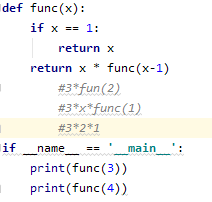 def func(x):
    if x == 1:
        return x
    return x * func(x-1)
        #3*fun(2)
        #3*x*func(1)
        #3*2*1
if __name__ == '__main__':
    print(func(3))
    print(func(4))